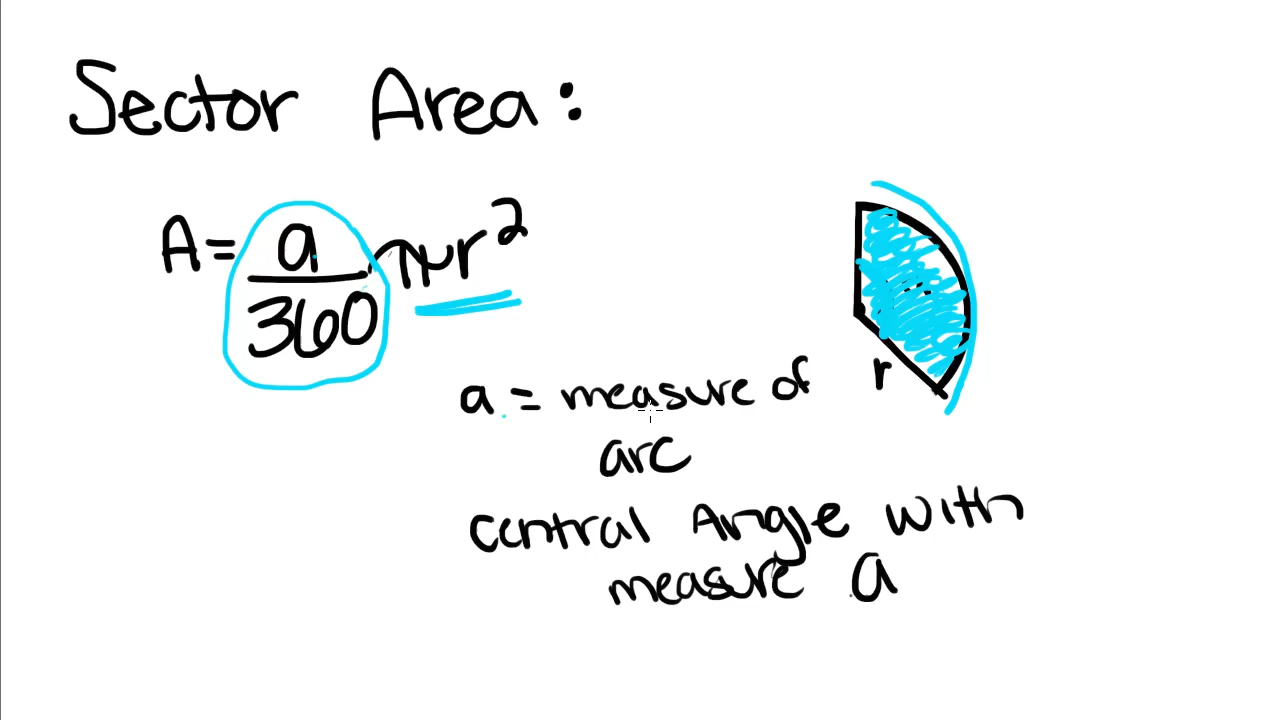 Sector Area:
A = a/360 πr²
r
a = measure of
arc
central Angle with
measure a